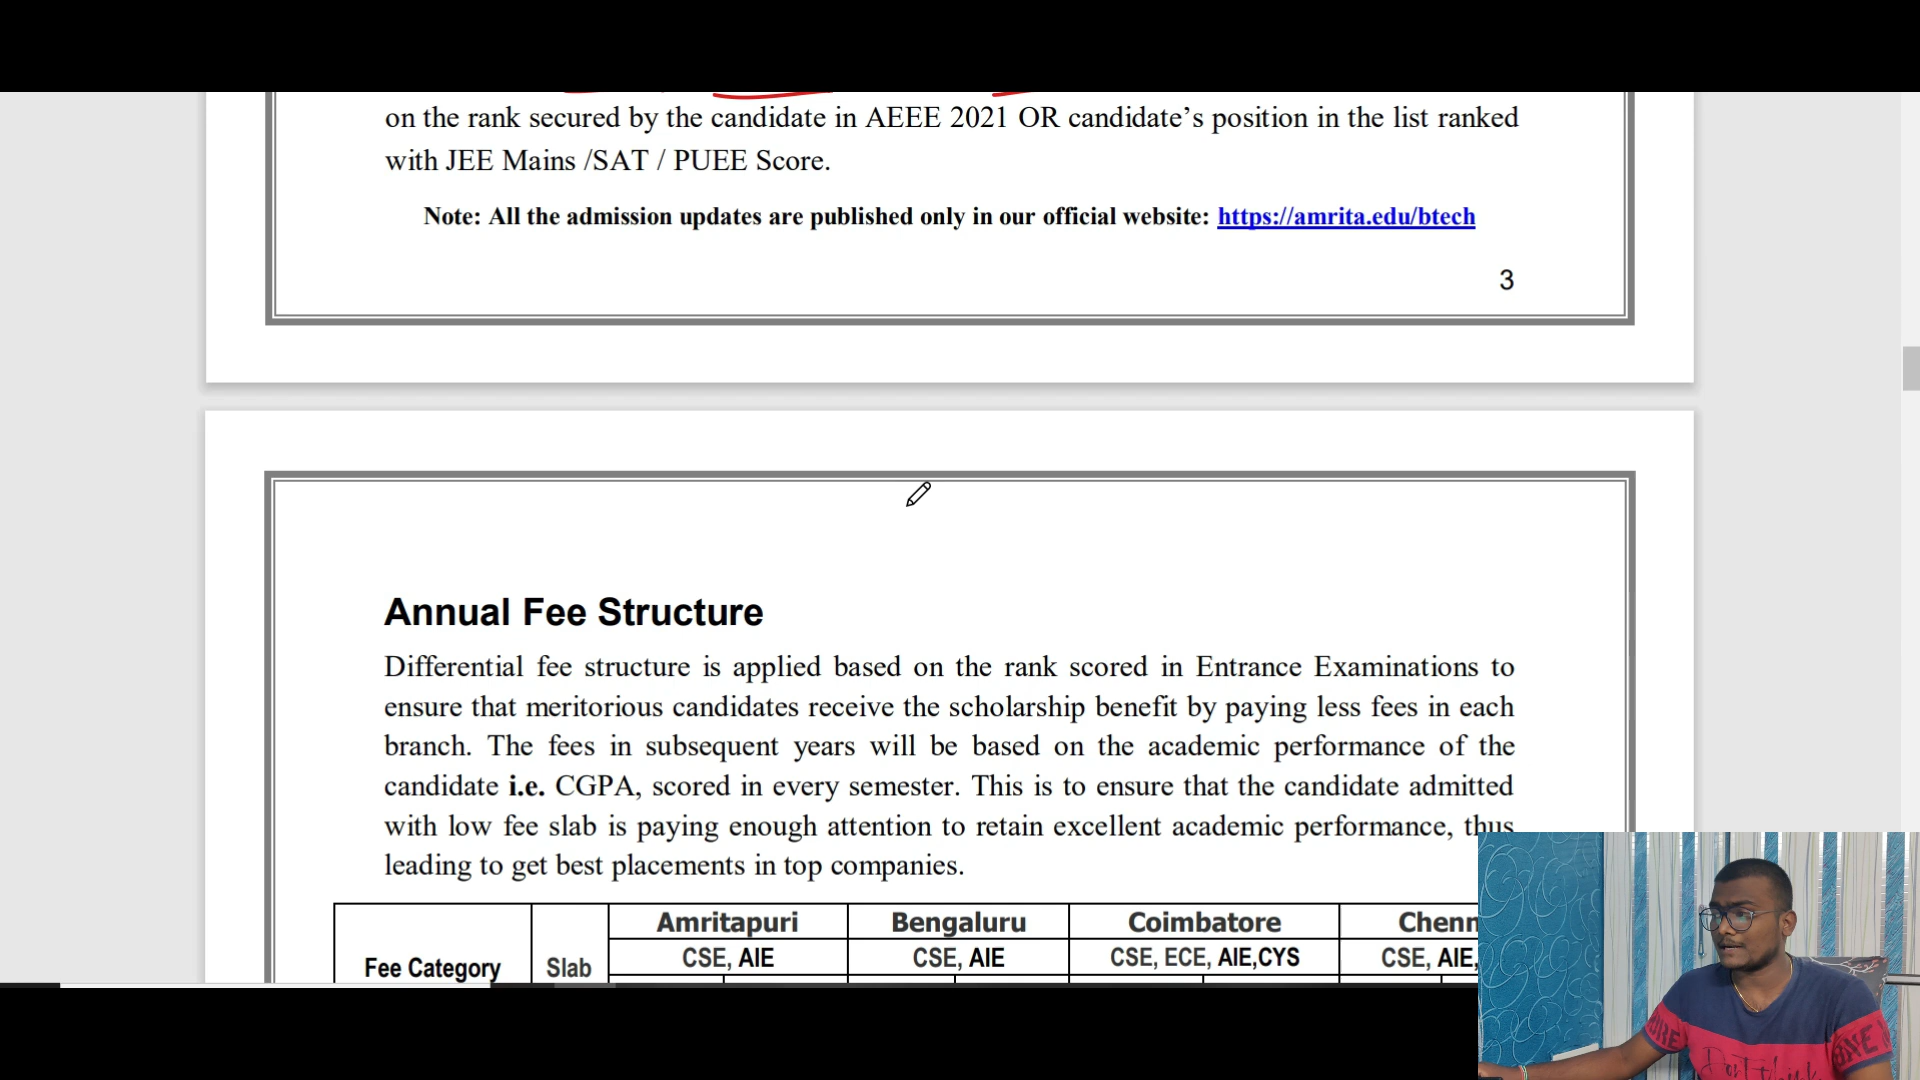 on the rank secured by the candidate in AEEE 2021 OR candidate’s position in the list ranked
with JEE Mains /SAT / PUEE Score.
Note: All the admission updates are published only in our official website: https://amrita.edu/btech
3
Annual Fee Structure
Differential fee structure is applied based on the rank scored in Entrance Examinations to
ensure that meritorious candidates receive the scholarship benefit by paying less fees in each
branch. The fees in subsequent years will be based on the academic performance of the
candidate i.e. CGPA, scored in every semester. This is to ensure that the candidate admitted
with low fee slab is paying enough attention to retain excellent academic performance, thus
leading to get best placements in top companies.
Amritapuri Bengaluru Coimbatore Chenn
CSE, AIE CSE, AIE CSE, ECE, AIE,CYS CSE, AIE,
Fee Category Slab
Don't think